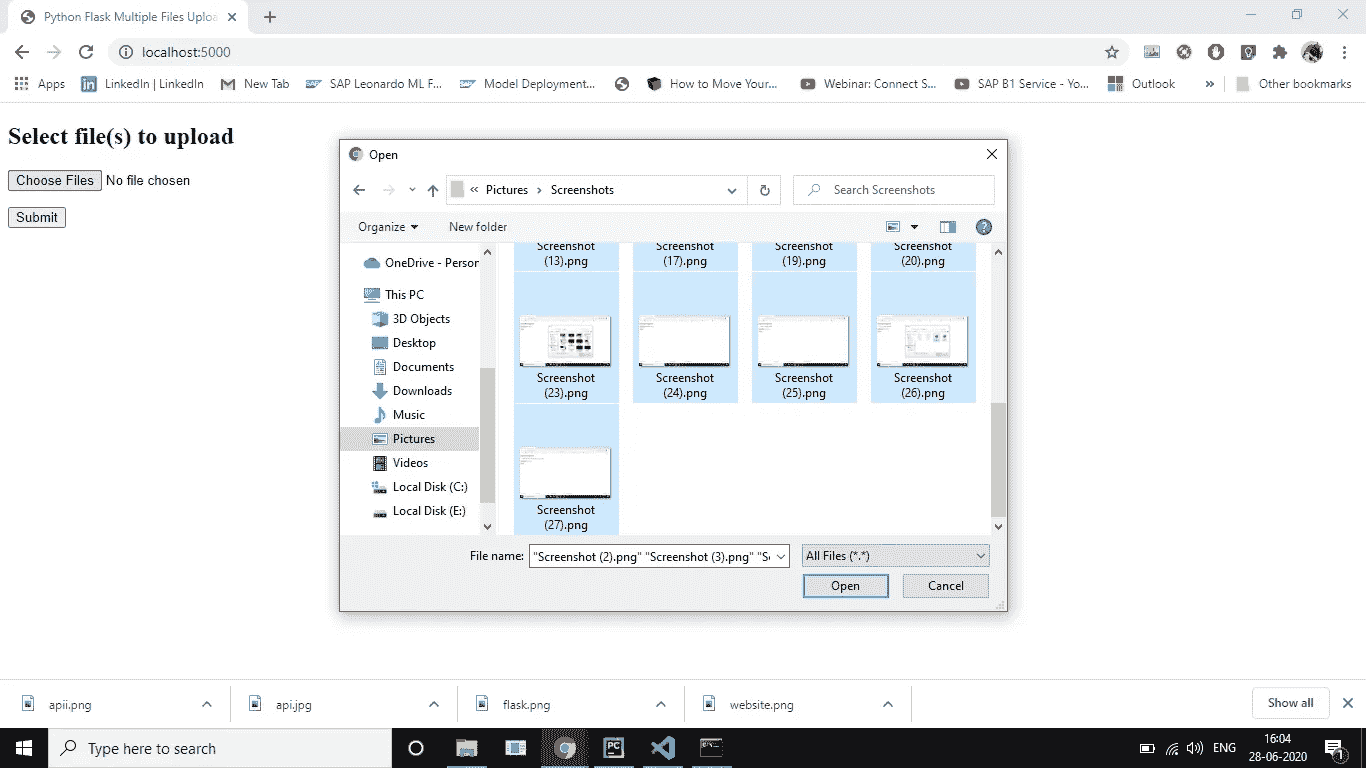 Python Flask Multiple Files Uploa
localhost:5000
Apps LinkedIn | LinkedIn New Tab SAP Leonardo ML F... Model Deployment... How to Move Your... Webinar: Connect S... SAP B1 Service - Yo... Outlook » Other bookmarks
Select file(s) to upload
Choose Files No file chosen
Submit
Open
« Pictures › Screenshots
Search Screenshots
Organize New folder
OneDrive - Person
This PC
3D Objects
Desktop
Documents
Downloads
Music
Pictures
Videos
Local Disk (C:)
Local Disk (E:)
Screenshot (13).png
Screenshot (17).png
Screenshot (19).png
Screenshot (20).png
Screenshot (23).png
Screenshot (24).png
Screenshot (25).png
Screenshot (26).png
Screenshot (27).png
File name: "Screenshot (2).png" "Screenshot (3).png" "Sc
All Files (*.*)
Open Cancel
apii.png api.jpg flask.png website.png Show all
Type here to search
PC
ENG
16:04
28-06-2020
1